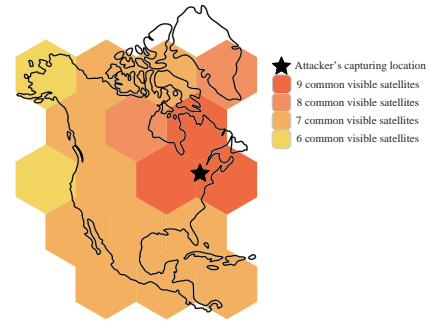 Attacker's capturing location
9 common visible satellites
8 common visible satellites
7 common visible satellites
6 common visible satellites